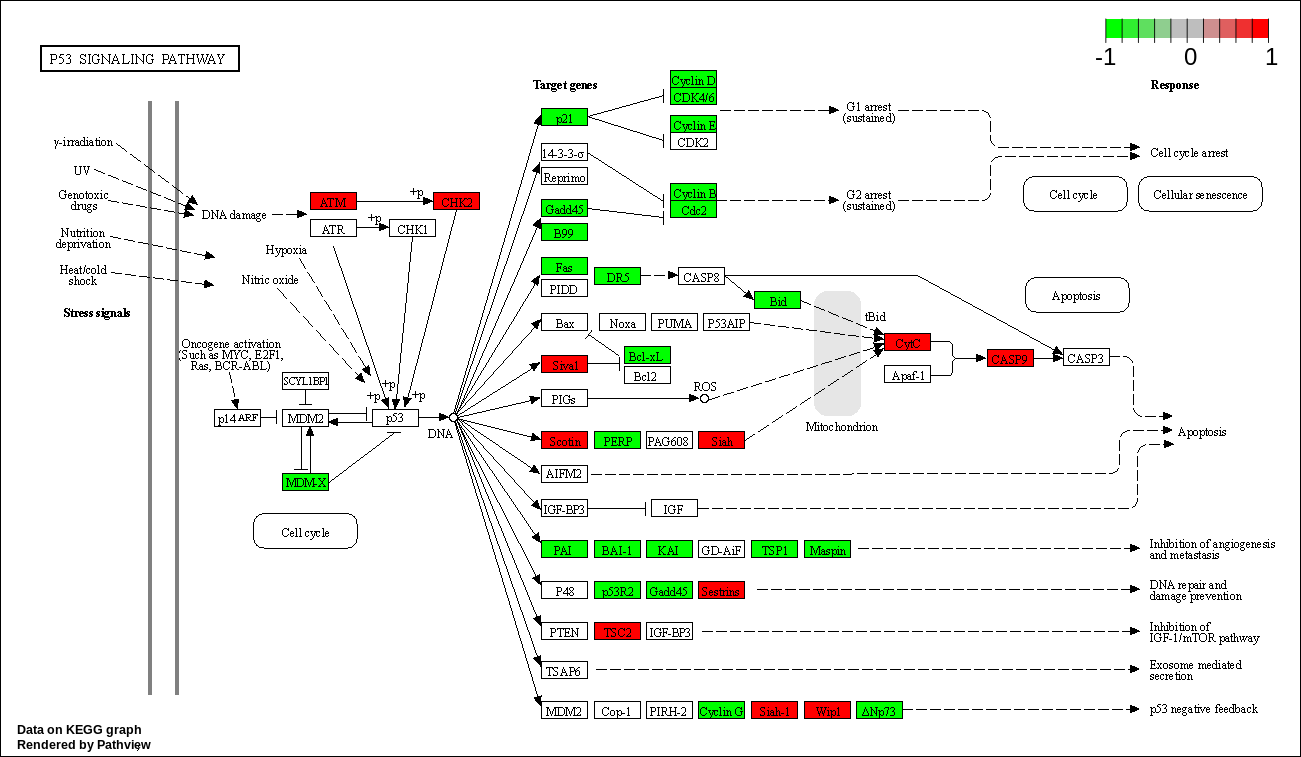 P53 SIGNALING PATHWAY
-1 0 1
Target genes
Response
Cyclin D
CDK4/6
p21
G1 arrest
(sustained)
Cyclin E
CDK2
γ-irradiation
14-3-3-σ
Cell cycle arrest
UV
Reprimo
Genotoxic
drugs
ATM
+p
CHK2
Cyclin B
Cdc2
G2 arrest
(sustained)
Cell cycle
Cellular senescence
DNA damage
Gadd45
ATR
+p
CHK1
B99
Nutrition
deprivation
Hypoxia
Fas
DR5
CASP8
Heat/cold
shock
Nitric oxide
PIDD
Bid
Apoptosis
Stress signals
tBid
Bax
Noxa
PUMA
P53AIP
Oncogene activation
(Such as MYC, E2F1,
Ras, BCR-ABL)
CytC
Bcl-xL
Siva1
CASP9
CASP3
Bcl2
Apaf-1
SCYL1BP1
+p
+p
+p
ROS
PIGs
p14ARF
MDM2
p53
DNA
Mitochondrion
Scotin
PERP
PAG608
Siah
Apoptosis
AIFM2
MDM-X
IGF-BP3
IGF
Cell cycle
PAI
BAI-1
KAI
GD-AiF
TSP1
Maspin
Inhibition of angiogenesis
and metastasis
P48
p53R2
Gadd45
Sestrins
DNA repair and
damage prevention
PTEN
TSC2
IGF-BP3
Inhibition of
IGF-1/mTOR pathway
TSAP6
Exosome mediated
secretion
MDM2
Cop-1
PIRH-2
Cyclin G
Siah-1
Wip1
ΔNp73
p53 negative feedback
Data on KEGG graph
Rendered by Pathview